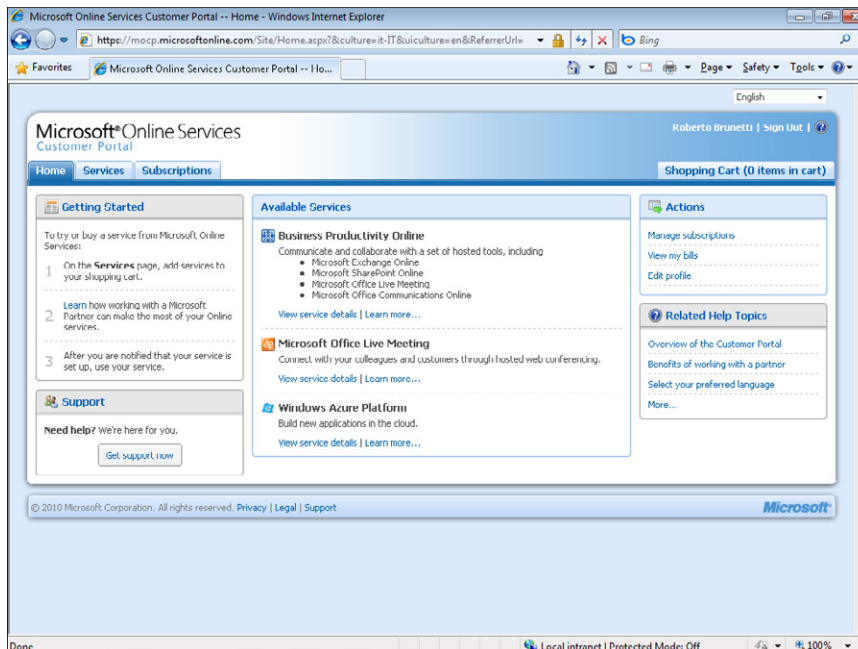 Microsoft Online Services Customer Portal -- Home - Windows Internet Explorer
https://mocp.microsoftonline.com/Site/Home.aspx?&culture=it-IT&uiculture=en&ReferrerUrl=
Bing
Favorites
Microsoft Online Services Customer Portal -- Ho...
Page
Safety
Tools
English
Microsoft® Online Services
Customer Portal
Roberto Brunetti | Sign Out |
Home Services Subscriptions
Shopping Cart (0 items in cart)
Getting Started
To try or buy a service from Microsoft Online
Services:
1 On the Services page, add services to
your shopping cart.
2 Learn how working with a Microsoft
Partner can make the most of your Online
services.
3 After you are notified that your service is
set up, use your service.
Support
Need help? We're here for you.
Get support now
Available Services
Business Productivity Online
Communicate and collaborate with a set of hosted tools, including
• Microsoft Exchange Online
• Microsoft SharePoint Online
• Microsoft Office Live Meeting
• Microsoft Office Communications Online
View service details | Learn more...
Microsoft Office Live Meeting
Connect with your colleagues and customers through hosted web conferencing.
View service details | Learn more...
Windows Azure Platform
Build new applications in the cloud.
View service details | Learn more...
Actions
Manage subscriptions
View my bills
Edit profile
Related Help Topics
Overview of the Customer Portal
Benefits of working with a partner
Select your preferred language
More...
© 2010 Microsoft Corporation. All rights reserved. Privacy | Legal | Support
Microsoft
Done
Local intranet | Protected Mode: Off
100%